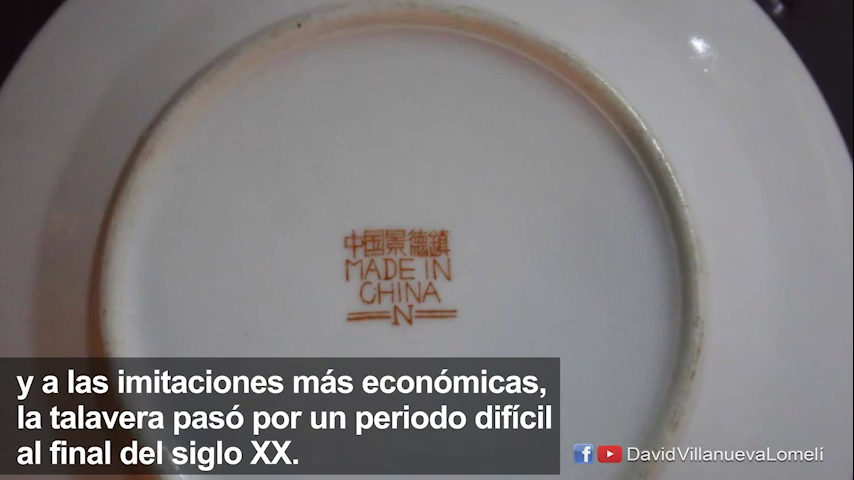 中国景德鎮
MADE IN
CHINA
N
y a las imitaciones más económicas,
la talavera pasó por un periodo difícil
al final del siglo XX.
DavidVillanuevaLomelí